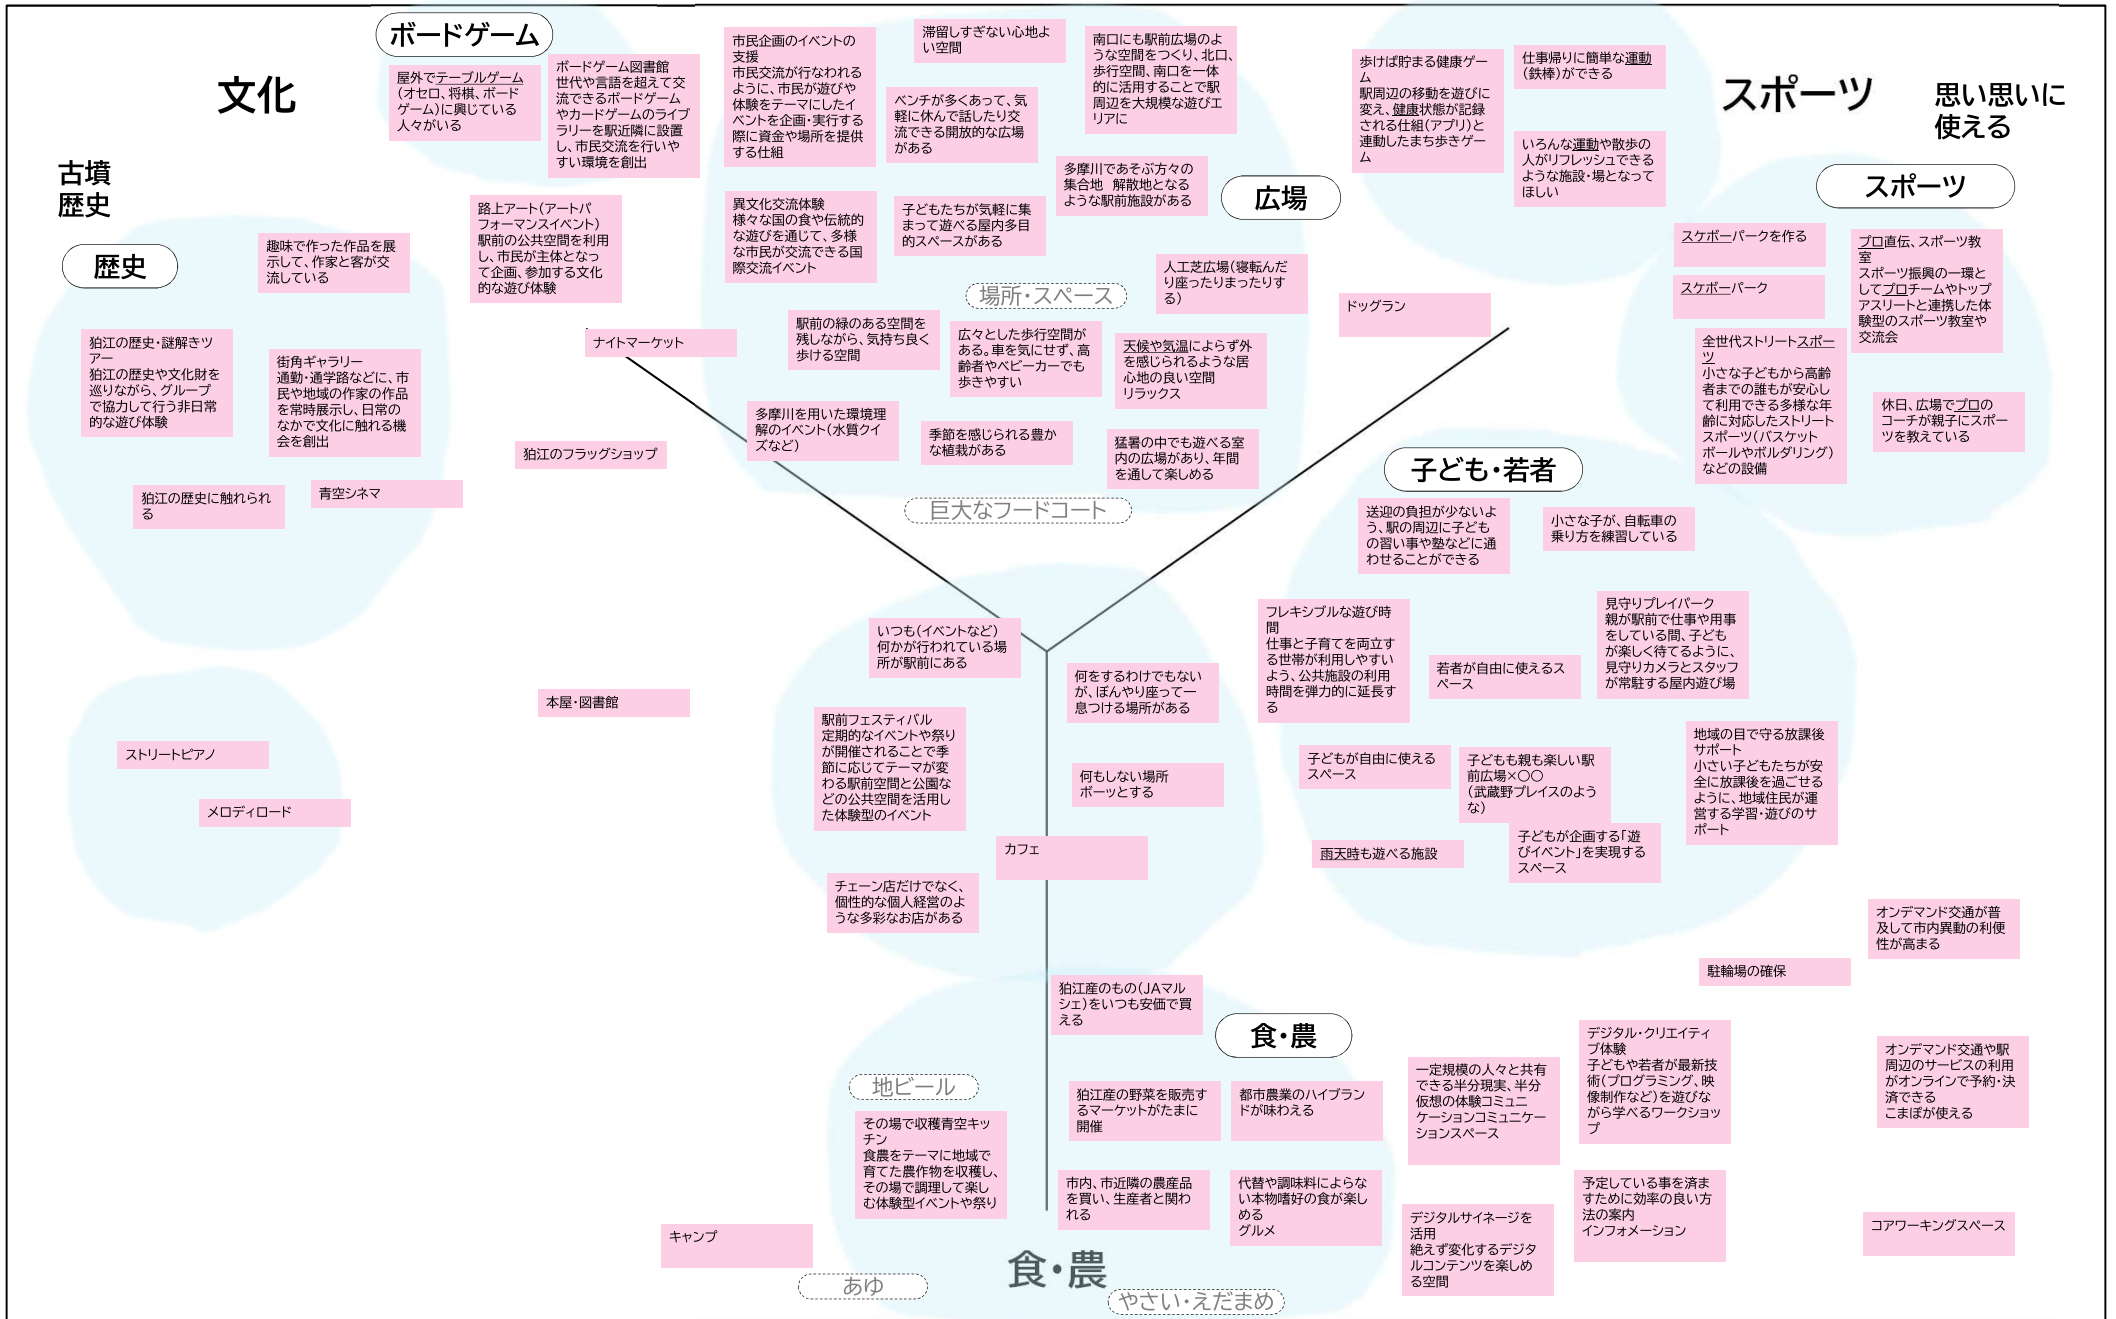 文化
ボードゲーム
屋外でテーブルゲーム
(オセロ、将棋、ボード
ゲーム)に興じている
人々がいる
ボードゲーム図書館
世代や言語を超えて交
流できるボードゲーム
やカードゲームのライブ
ラリーを駅近隣に設置
し、市民交流を行いや
すい環境を創出
古墳
歴史
歴史
趣味で作った作品を展
示して、作家と客が交
流している
路上アート(アートパ
フォーマンスイベント)
駅前の公共空間を利用
し、市民が主体となっ
て企画、参加する文化
的な遊び体験
狛江の歴史・謎解きツ
アー
狛江の歴史や文化財を
巡りながら、グループ
で協力して行う非日常
的な遊び体験
街角ギャラリー
通勤・通学路などに、市
民や地域の作家の作品
を常時展示し、日常の
なかで文化に触れる機
会を創出
狛江の歴史に触れられ
る
青空シネマ
狛江のフラッグショップ
ナイトマーケット
本屋・図書館
ストリートピアノ
メロディロード
市民企画のイベントの
支援
市民交流が行なわれる
ように、市民が遊びや
体験をテーマにしたイ
ベントを企画・実行する
際に資金や場所を提供
する仕組
滞留しすぎない心地よ
い空間
南口にも駅前広場のよ
うな空間をつくり、北口、
歩行空間、南口を一体
的に活用することで駅
周辺を大規模な遊びエ
リアに
ベンチが多くあって、気
軽に休んで話したり交
流できる開放的な広場
がある
多摩川であそぶ方々の
集合地　解散地となる
ような駅前施設がある
広場
異文化交流体験
様々な国の食や伝統的
な遊びを通じて、多様
な市民が交流できる国
際交流イベント
子どもたちが気軽に集
まって遊べる屋内多目
的スペースがある
人工芝広場(寝転んだ
り座ったりまったりす
る)
場所・スペース
駅前の緑のある空間を
残しながら、気持ち良く
歩ける空間
広々とした歩行空間が
ある。車を気にせず、高
齢者やベビーカーでも
歩きやすい
天候や気温によらず外
を感じられるような居
心地の良い空間
リラックス
多摩川を用いた環境理
解のイベント(水質クイ
ズなど)
季節を感じられる豊か
な植栽がある
猛暑の中でも遊べる室
内の広場があり、年間
を通して楽しめる
巨大なフードコート
ドッグラン
スポーツ
思い思いに
使える
歩けば貯まる健康ゲー
ム
駅周辺の移動を遊びに
変え、健康状態が記録
される仕組(アプリ)と
連動したまち歩きゲー
ム
仕事帰りに簡単な運動
(鉄棒)ができる
いろんな運動や散歩の
人がリフレッシュできる
ような施設・場となって
ほしい
スポーツ
スケボーパークを作る
スケボーパーク
プロ直伝、スポーツ教
室
スポーツ振興の一環と
してプロチームやトップ
アスリートと連携した体
験型のスポーツ教室や
交流会
全世代ストリートスポー
ツ
小さな子どもから高齢
者までの誰もが安心し
て利用できる多様な年
齢に対応したストリート
スポーツ(バスケット
ボールやボルダリング)
などの設備
休日、広場でプロの
コーチが親子にスポー
ツを教えている
子ども・若者
送迎の負担が少ないよ
う、駅の周辺に子ども
の習い事や塾などに通
わせることができる
小さな子が、自転車の
乗り方を練習している
フレキシブルな遊び時
間
仕事と子育てを両立す
る世帯が利用しやすい
よう、公共施設の利用
時間を弾力的に延長す
る
若者が自由に使えるス
ペース
見守りプレイパーク
親が駅前で仕事や用事
をしている間、子ども
が楽しく待てるように、
見守りカメラとスタッフ
が常駐する屋内遊び場
子どもが自由に使える
スペース
子どもも親も楽しい駅
前広場×〇〇
(武蔵野プレイスのよう
な)
地域の目で守る放課後
サポート
小さい子どもたちが安
全に放課後を過ごせる
ように、地域住民が運
営する学習・遊びのサ
ポート
雨天時も遊べる施設
子どもが企画する「遊
びイベント」を実現する
スペース
いつも(イベントなど)
何かが行われている場
所が駅前にある
何をするわけでもない
が、ぼんやり座って一
息つける場所がある
駅前フェスティバル
定期的なイベントや祭り
が開催されることで季
節に応じてテーマが変
わる駅前空間と公園な
どの公共空間を活用し
た体験型のイベント
何もしない場所
ボーッとする
カフェ
チェーン店だけでなく、
個性的な個人経営のよ
うな多彩なお店がある
狛江産のもの(JAマル
シェ)をいつも安価で買
える
食・農
地ビール
その場で収穫青空キッ
チン
食農をテーマに地域で
育てた農作物を収穫し、
その場で調理して楽し
む体験型イベントや祭り
狛江産の野菜を販売す
るマーケットがたまに
開催
都市農業のハイブラン
ドが味わえる
市内、市近隣の農産品
を買い、生産者と関わ
れる
代替や調味料によらな
い本物嗜好の食が楽し
める
グルメ
キャンプ
あゆ
食・農
やさい・えだまめ
オンデマンド交通が普
及して市内異動の利便
性が高まる
駐輪場の確保
一定規模の人々と共有
できる半分現実、半分
仮想の体験コミュニ
ケーションコミュニケー
ションスペース
デジタル・クリエイティ
ブ体験
子どもや若者が最新技
術(プログラミング、映
像制作など)を遊びな
がら学べるワークショッ
プ
オンデマンド交通や駅
周辺のサービスの利用
がオンラインで予約・決
済できる
こまぽが使える
デジタルサイネージを
活用
絶えず変化するデジタ
ルコンテンツを楽しめ
る空間
予定している事を済ま
すために効率の良い方
法の案内
インフォメーション
コアワーキングスペース